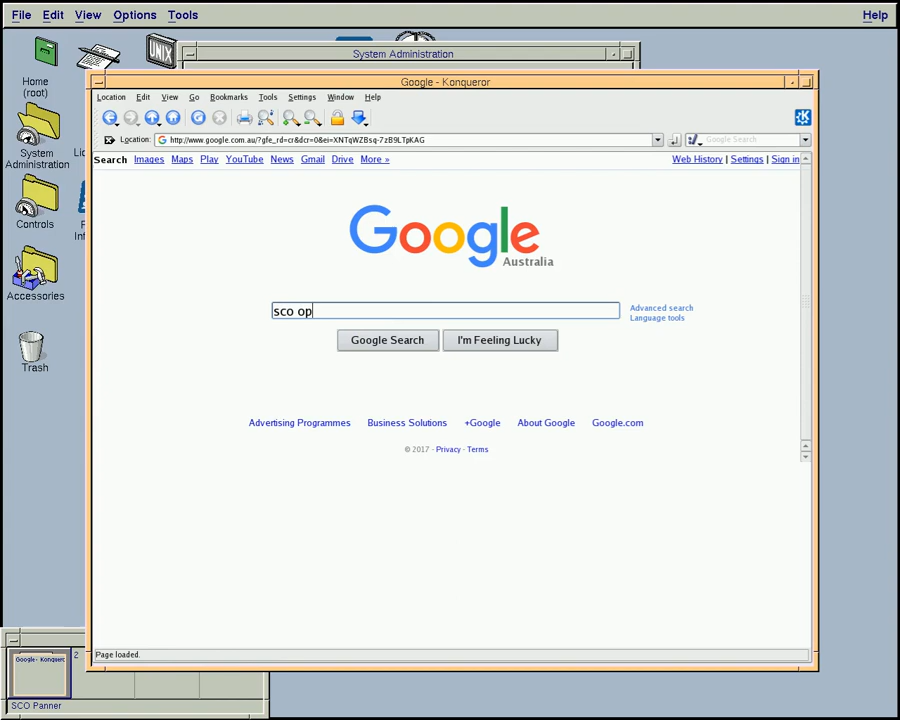 File Edit View Options Tools Help
UNIX
System Administration
Home
(root)
Google - Konqueror
Location Edit View Go Bookmarks Tools Settings Window Help
Location: http://www.google.com.au/?gfe_rd=cr&dcr=0&ei=XNTqWZBsq-7zB9LTpKAG Google Search
System
Administration
Search Images Maps Play YouTube News Gmail Drive More » Web History | Settings | Sign in
Controls
Google
Australia
Accessories
sco op
Advanced search
Language tools
Google Search I'm Feeling Lucky
Trash
Advertising Programmes Business Solutions +Google About Google Google.com
© 2017 - Privacy - Terms
Page loaded.
Google - Konqueror 2
SCO Panner